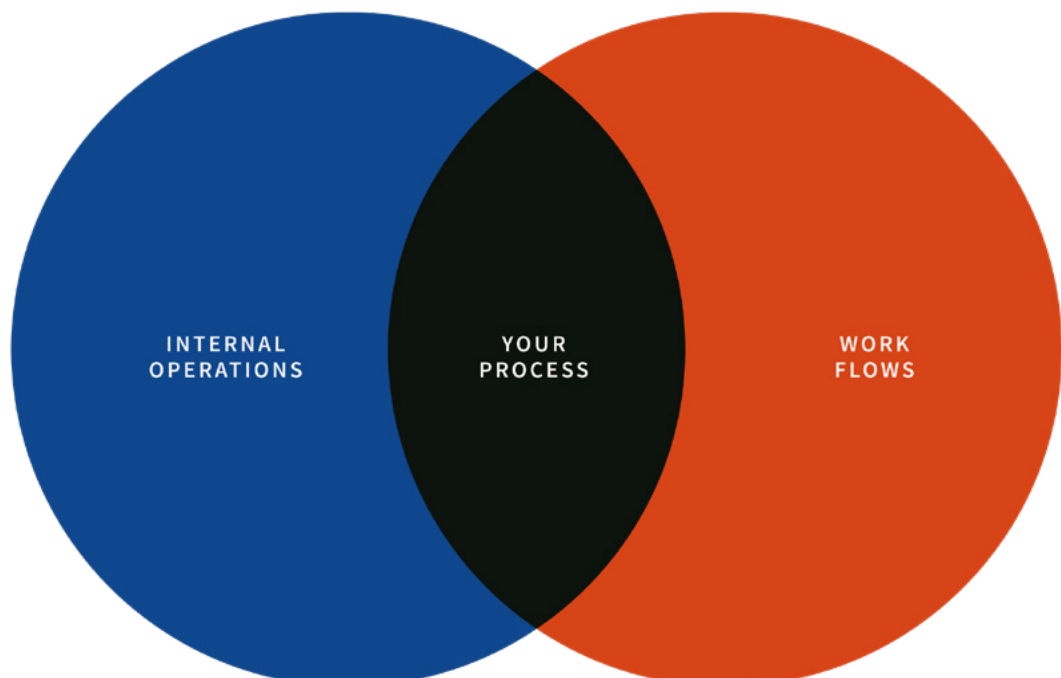 INTERNAL
OPERATIONS
YOUR
PROCESS
WORK
FLOWS